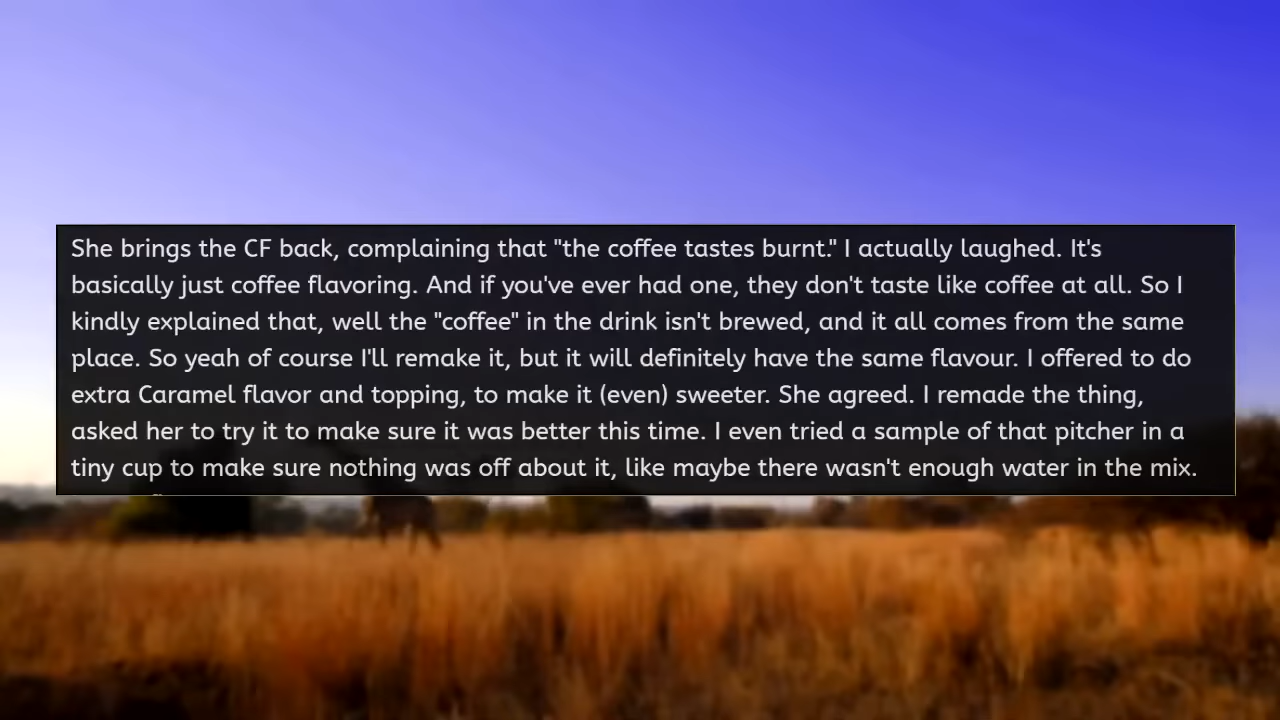 She brings the CF back, complaining that "the coffee tastes burnt." I actually laughed. It's
basically just coffee flavoring. And if you've ever had one, they don't taste like coffee at all. So I
kindly explained that, well the "coffee" in the drink isn't brewed, and it all comes from the same
place. So yeah of course I'll remake it, but it will definitely have the same flavour. I offered to do
extra Caramel flavor and topping, to make it (even) sweeter. She agreed. I remade the thing,
asked her to try it to make sure it was better this time. I even tried a sample of that pitcher in a
tiny cup to make sure nothing was off about it, like maybe there wasn't enough water in the mix.